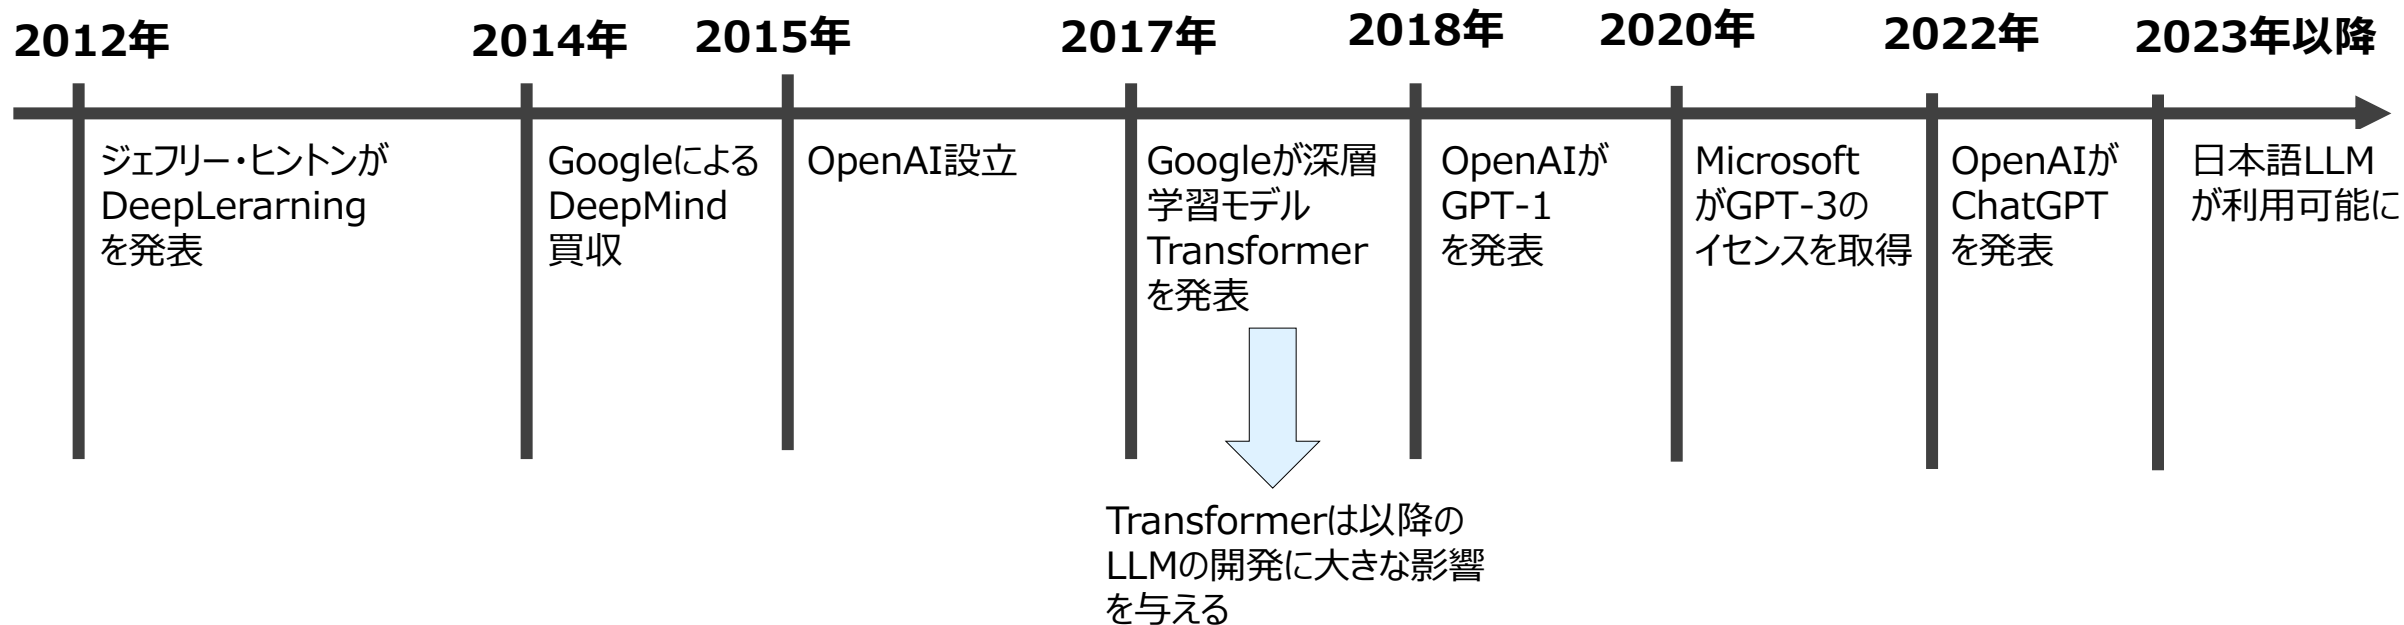 2012年
2014年
2015年
2017年
2018年
2020年
2022年
2023年以降
ジェフリー・ヒントンが
DeepLerarning
を発表
Googleによる
DeepMind
買収
OpenAI設立
Googleが深層
学習モデル
Transformer
を発表
OpenAIが
GPT-1
を発表
Microsoft
がGPT-3の
イセンスを取得
OpenAIが
ChatGPT
を発表
日本語LLM
が利用可能に
Transformerは以降の
LLMの開発に大きな影響
を与える